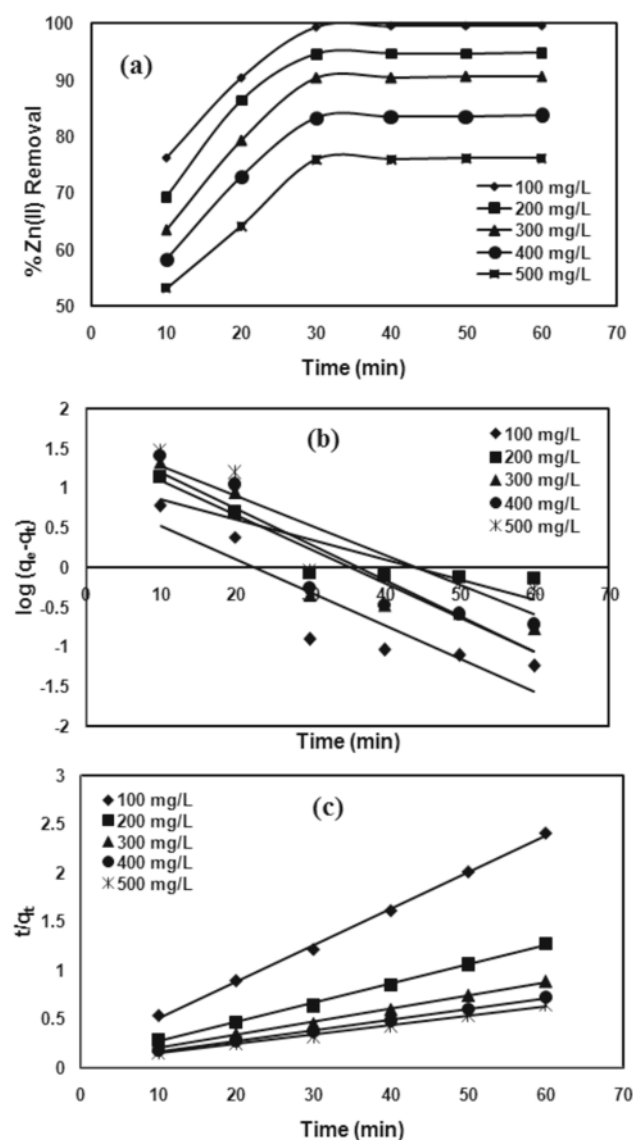 100
90
80
70
60
50
%Zn(II) Removal
(a)
100 mg/L
200 mg/L
300 mg/L
400 mg/L
500 mg/L
0 10 20 30 40 50 60 70
Time (min)
2
1.5
1
0.5
0
-0.5
-1
-1.5
-2
log (qe-qt)
(b)
100 mg/L
200 mg/L
300 mg/L
400 mg/L
500 mg/L
0 10 20 30 40 50 60 70
Time (min)
3
2.5
2
1.5
1
0.5
0
t/qt
(c)
100 mg/L
200 mg/L
300 mg/L
400 mg/L
500 mg/L
0 10 20 30 40 50 60 70
Time (min)